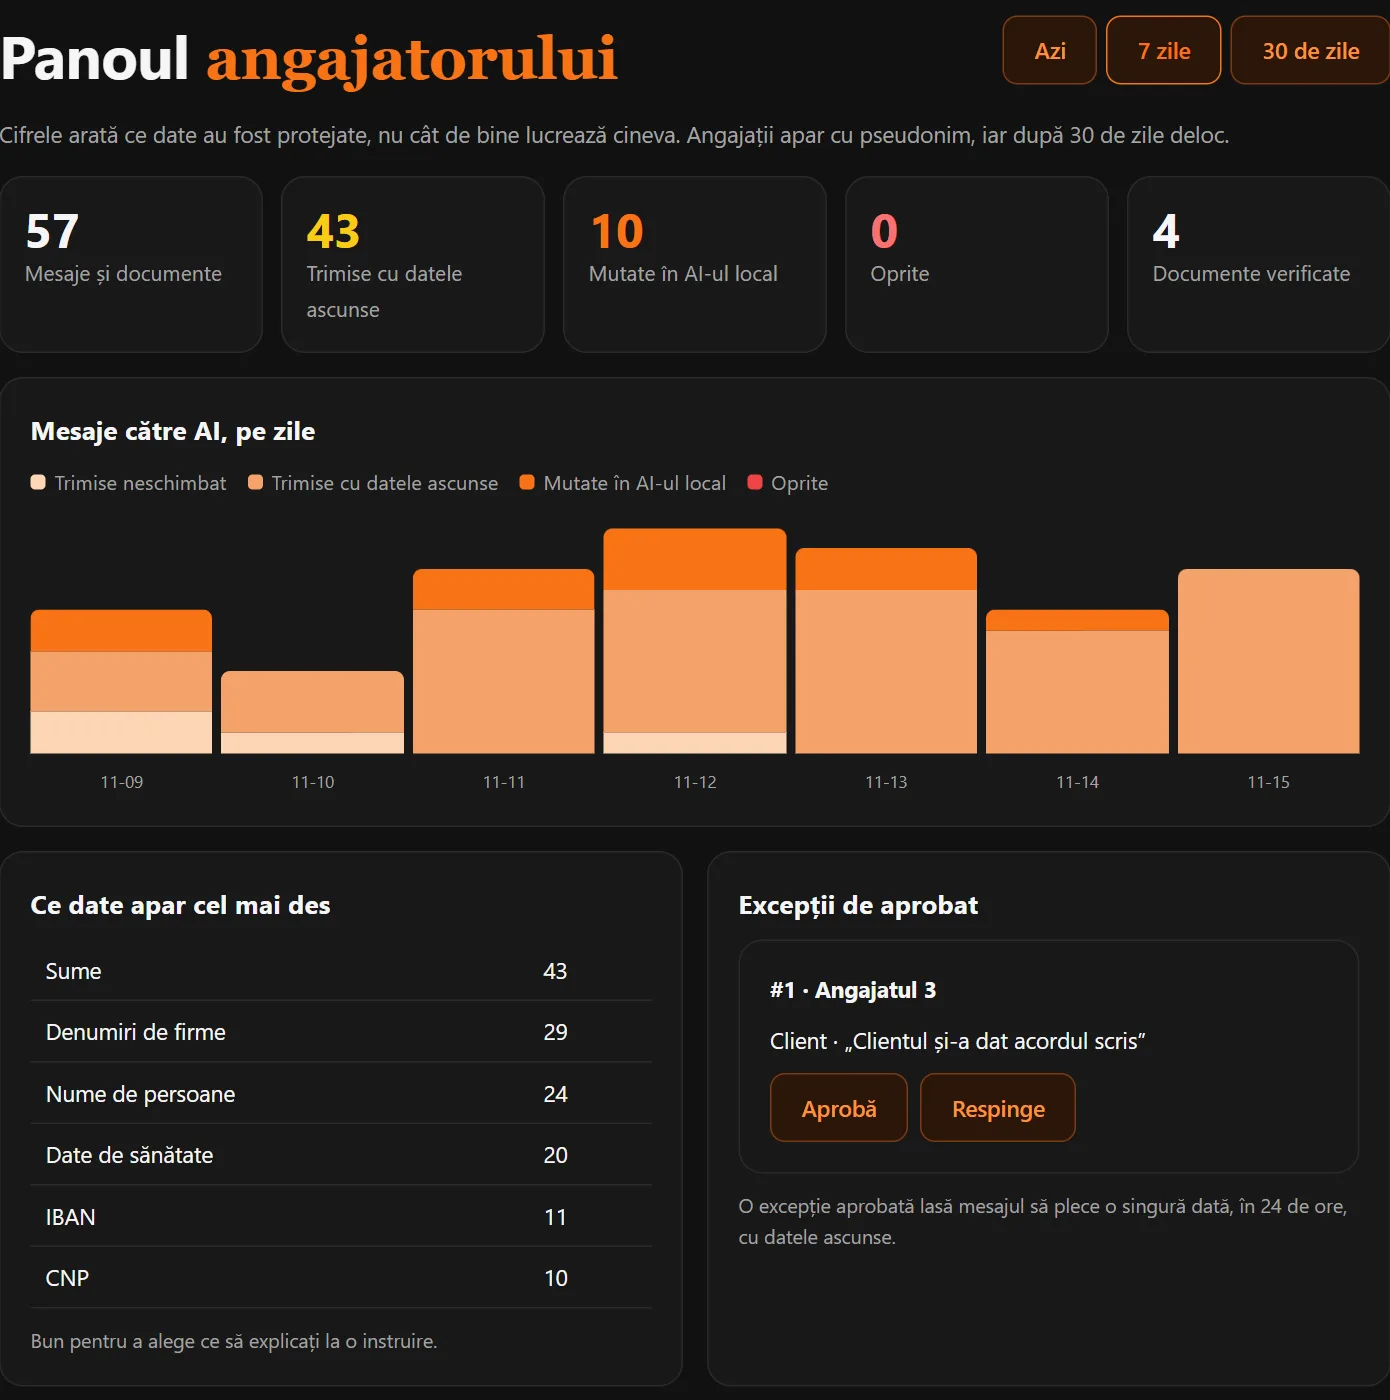 Panoul angajatorului
Azi
7 zile
30 de zile
Cifrele arată ce date au fost protejate, nu cât de bine lucrează cineva. Angajații apar cu pseudonim, iar după 30 de zile deloc.
57
Mesaje și documente
43
Trimise cu datele
ascunse
10
Mutate în AI-ul local
0
Oprite
4
Documente verificate
Mesaje către AI, pe zile
Trimise neschimbat
Trimise cu datele ascunse
Mutate în AI-ul local
Oprite
11-09
11-10
11-11
11-12
11-13
11-14
11-15
Ce date apar cel mai des
Sume 43
Denumiri de firme 29
Nume de persoane 24
Date de sănătate 20
IBAN 11
CNP 10
Bun pentru a alege ce să explicați la o instruire.
Excepții de aprobat
#1 · Angajatul 3
Client · „Clientul și-a dat acordul scris”
Aprobă
Respinge
O excepție aprobată lasă mesajul să plece o singură dată, în 24 de ore,
cu datele ascunse.